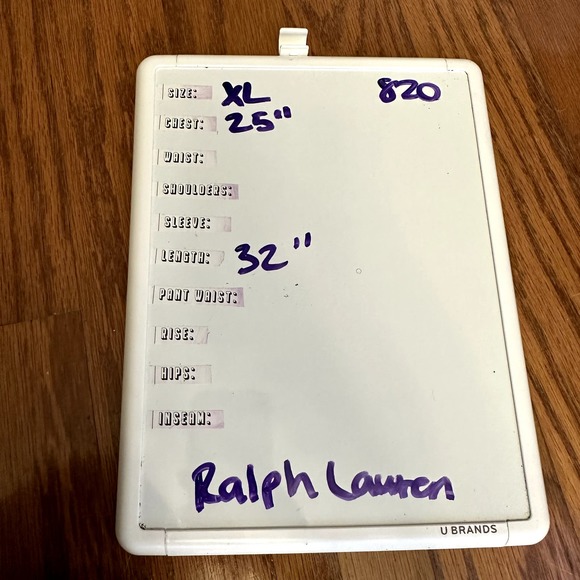 SIZE: XL 820
CHEST: 25"
WAIST:
SHOULDERS:
SLEEVE:
LENGTH: 32"
PANT WAIST:
RISE:
HIPS:
INSEAM:
Ralph Lauren
U BRANDS